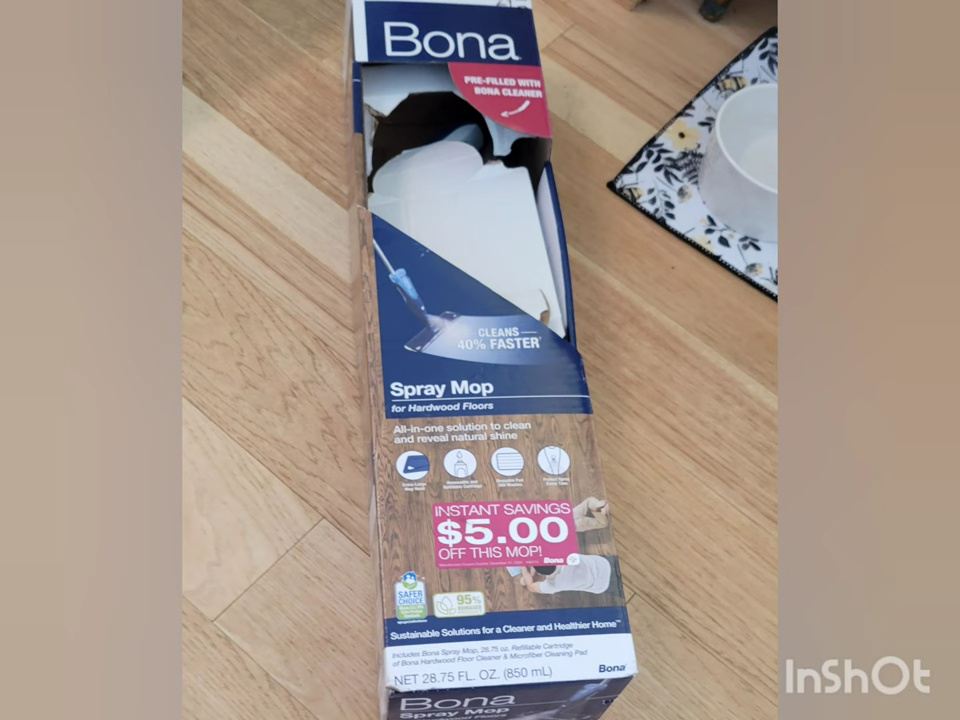 Bona
PRE-FILLED WITH
BONA CLEANER
CLEANS
40% FASTER
Spray Mop
for Hardwood Floors
All-in-one solution to clean
and reveal natural shine
INSTANT SAVINGS
$5.00
OFF THIS MOP!
Bona
SAFER
CHOICE
95%
Sustainable Solutions for a Cleaner and Healthier Home™
Includes Bona Spray Mop, 28.75 oz. Refillable Cartridge
of Bona Hardwood Floor Cleaner & Microfiber Cleaning Pad
NET 28.75 FL. OZ. (850 mL)
Bona
Bona
Spray Mop
InShOt